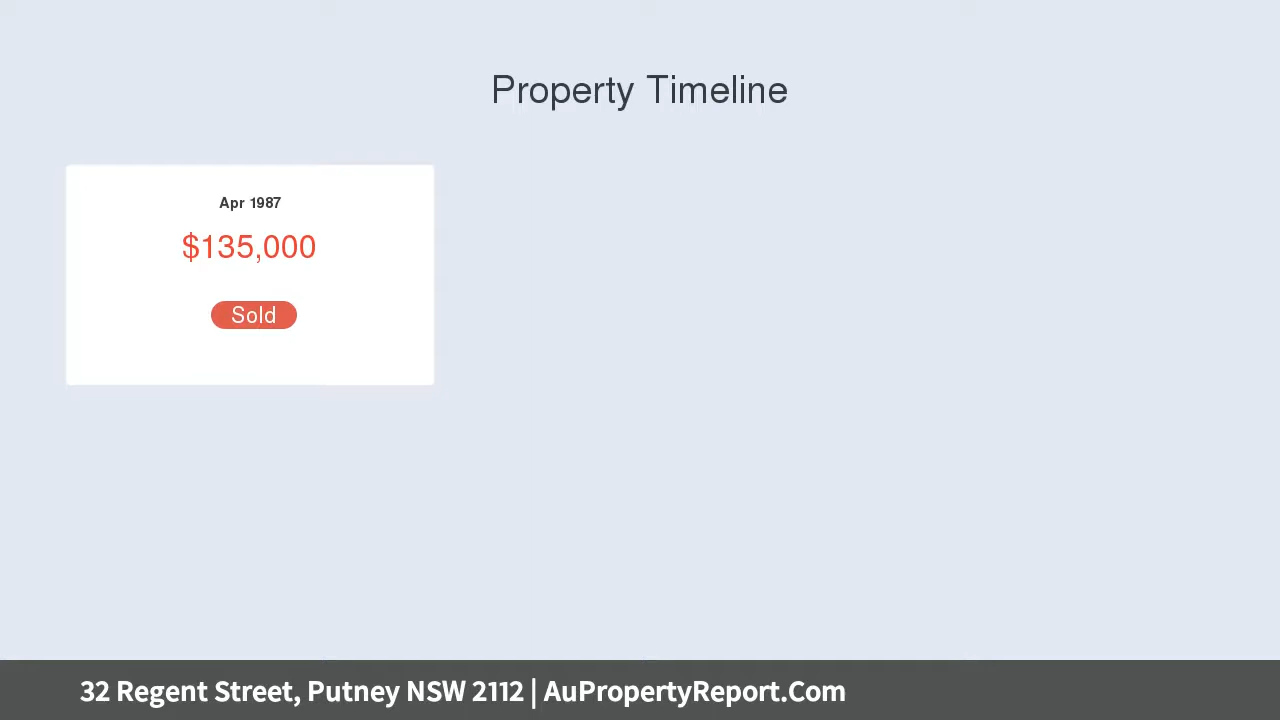 Property Timeline
Apr 1987
$135,000
Sold
32 Regent Street, Putney NSW 2112 | AuPropertyReport.Com